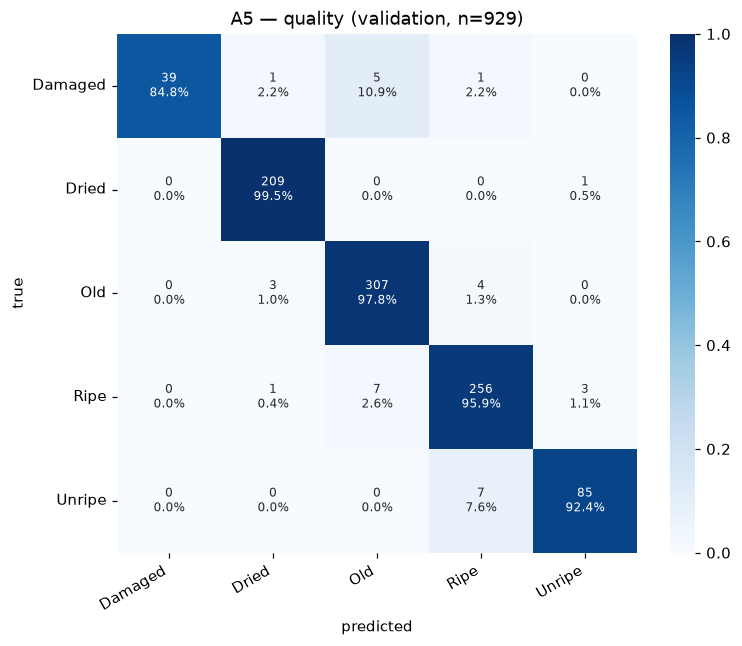 A5 — quality (validation, n=929)
Damaged
39 1 5 1 0
84.8% 2.2% 10.9% 2.2% 0.0%
Dried
0 209 0 0 1
0.0% 99.5% 0.0% 0.0% 0.5%
Old
0 3 307 4 0
0.0% 1.0% 97.8% 1.3% 0.0%
Ripe
0 1 7 256 3
0.0% 0.4% 2.6% 95.9% 1.1%
Unripe
0 0 0 7 85
0.0% 0.0% 0.0% 7.6% 92.4%
true
Damaged Dried Old Ripe Unripe
predicted
1.0
0.8
0.6
0.4
0.2
0.0